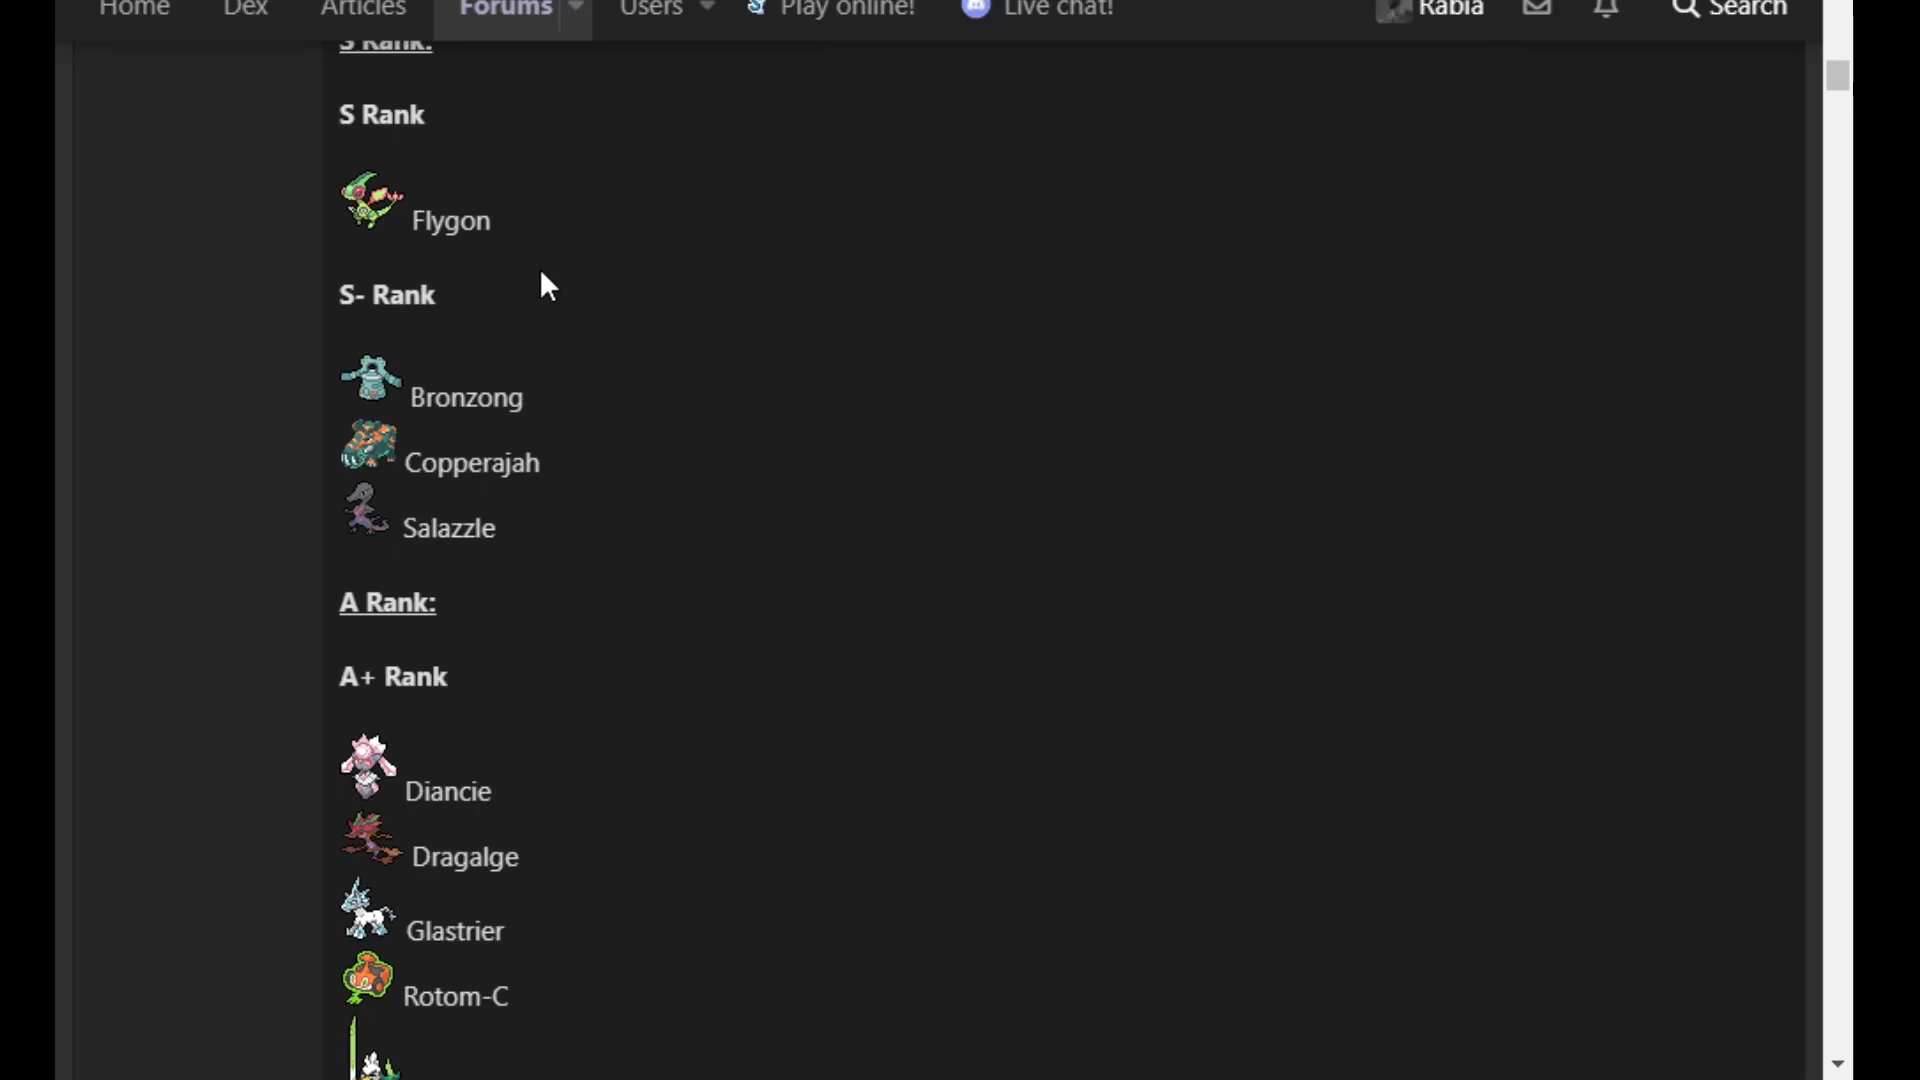 Home Dex Articles Forums Users Play online! Live chat! Rabia Search
S Rank:
S Rank
Flygon
S- Rank
Bronzong
Copperajah
Salazzle
A Rank:
A+ Rank
Diancie
Dragalge
Glastrier
Rotom-C